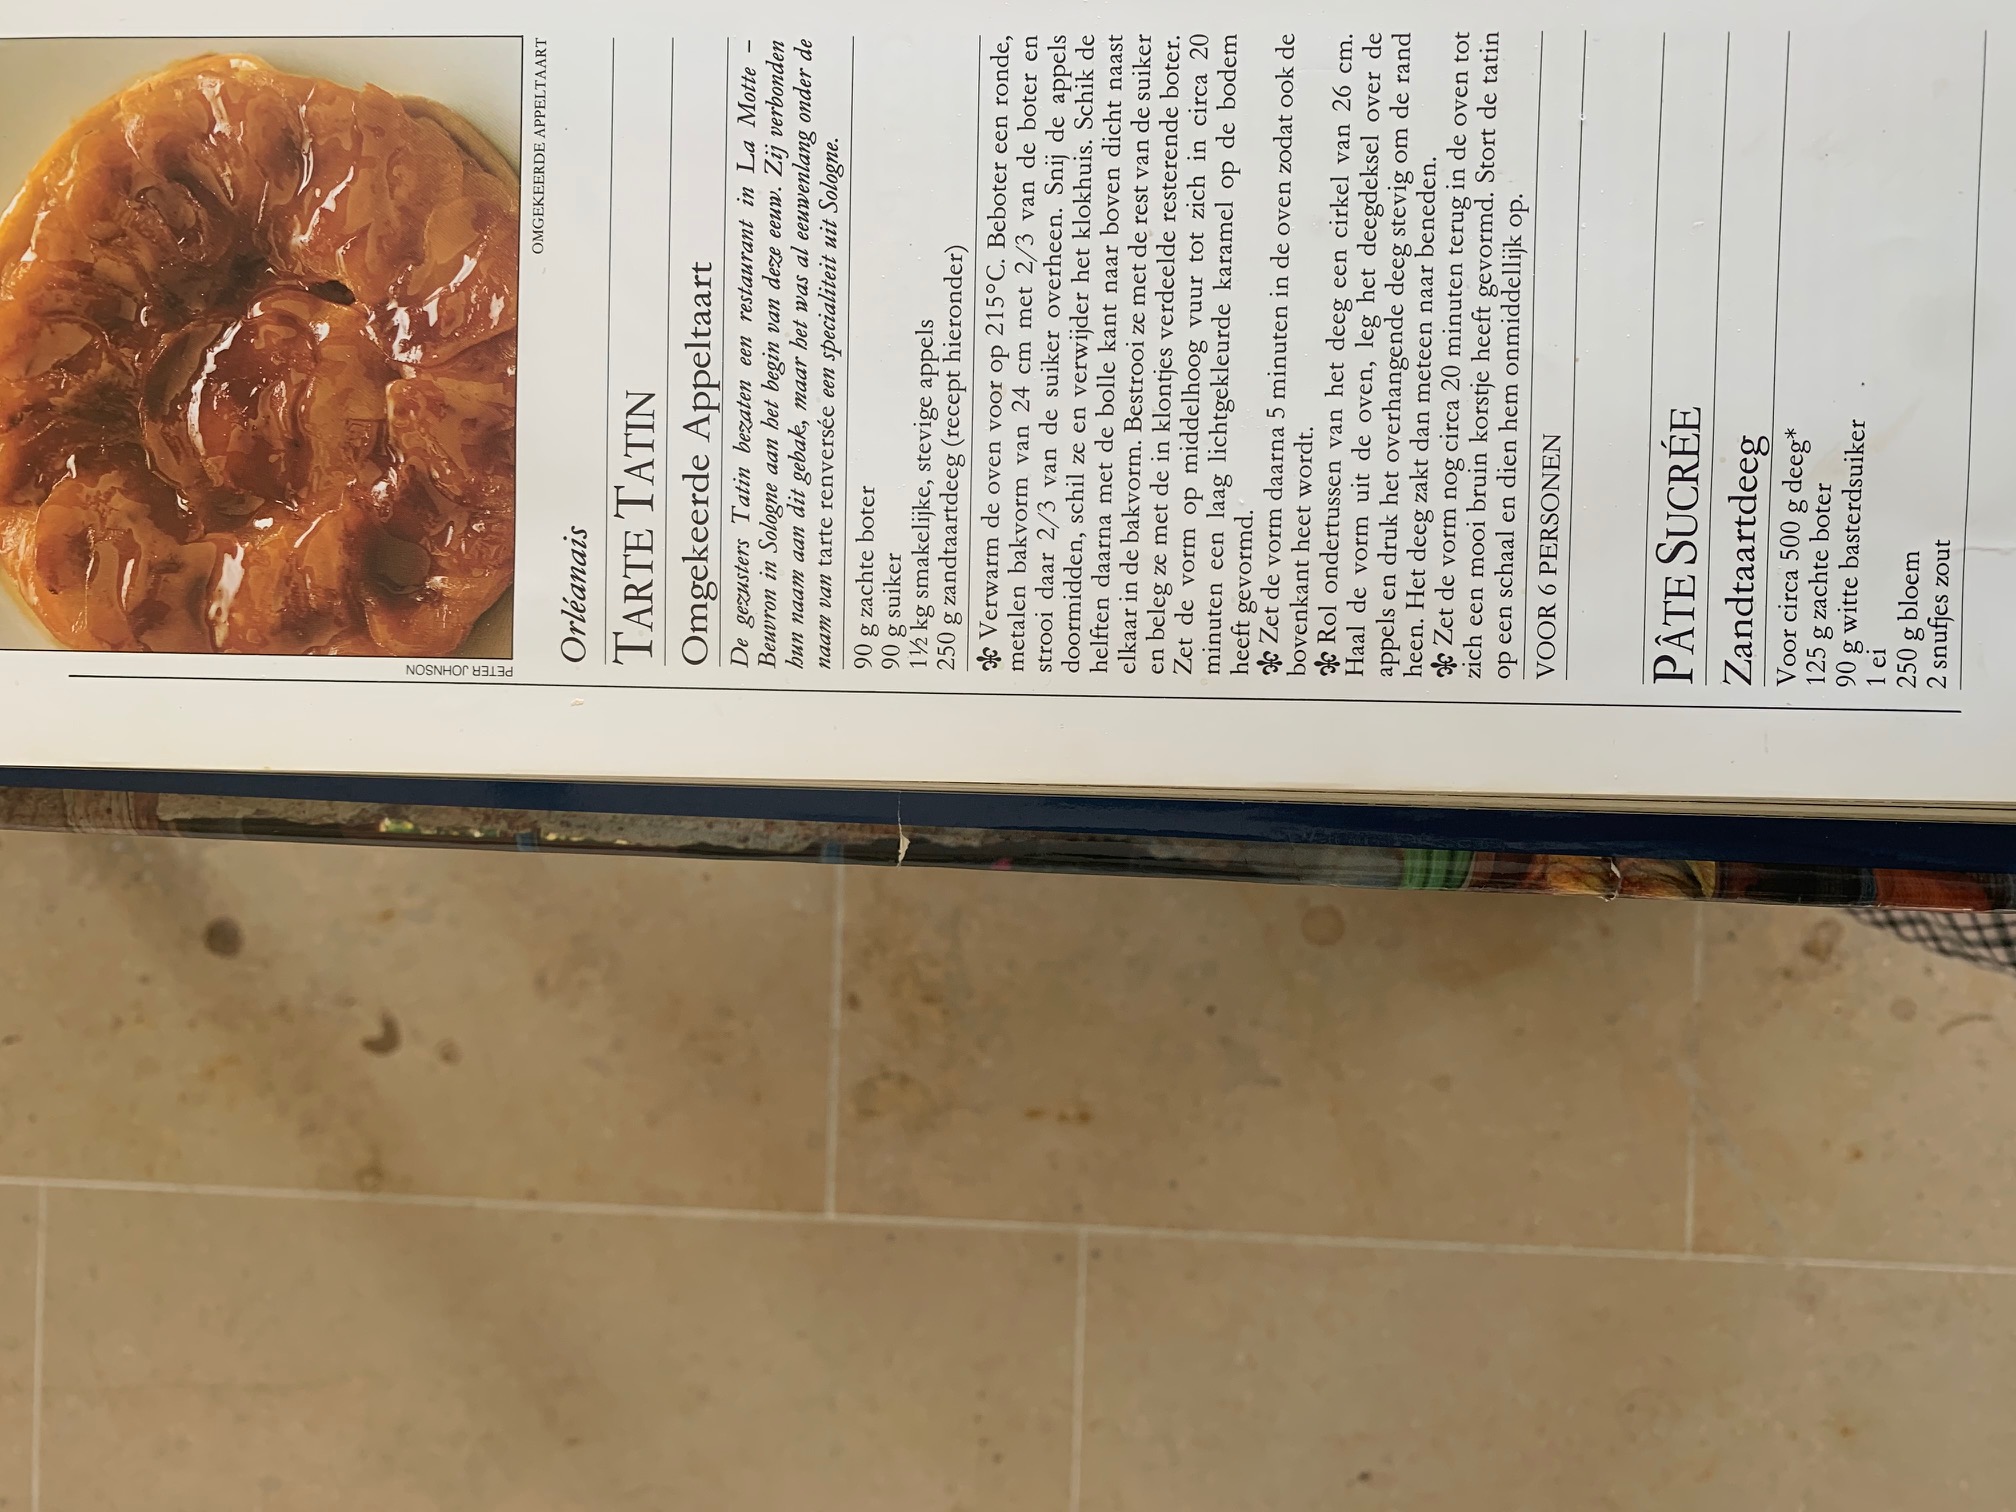 PETER JOHNSON
OMGEKEERDE APPELTAART
Orléanais
TARTE TATIN
Omgekeerde Appeltaart
De gezusters Tatin bezaten een restaurant in La Motte –
Beuvron in Sologne aan het begin van deze eeuw. Zij verbonden
hun naam aan dit gebak, maar het was al eeuwenlang onder de
naam van tarte renversée een specialiteit uit Sologne.
90 g zachte boter
90 g suiker
1½ kg smakelijke, stevige appels
250 g zandtaartdeeg (recept hieronder)
Verwarm de oven voor op 215°C. Beboter een ronde,
metalen bakvorm van 24 cm met 2/3 van de boter en
strooi daar 2/3 van de suiker overheen. Snij de appels
doormidden, schil ze en verwijder het klokhuis. Schik de
helften daarna met de bolle kant naar boven dicht naast
elkaar in de bakvorm. Bestrooi ze met de rest van de suiker
en beleg ze met de in klontjes verdeelde resterende boter.
Zet de vorm op middelhoog vuur tot zich in circa 20
minuten een laag lichtgekleurde karamel op de bodem
heeft gevormd.
Zet de vorm daarna 5 minuten in de oven zodat ook de
bovenkant heet wordt.
Rol ondertussen van het deeg een cirkel van 26 cm.
Haal de vorm uit de oven, leg het deegdeksel over de
appels en druk het overhangende deeg stevig om de rand
heen. Het deeg zakt dan meteen naar beneden.
Zet de vorm nog circa 20 minuten terug in de oven tot
zich een mooi bruin korstje heeft gevormd. Stort de tatin
op een schaal en dien hem onmiddellijk op.
VOOR 6 PERSONEN
PÂTE SUCRÉE
Zandtaartdeeg
Voor circa 500 g deeg*
125 g zachte boter
90 g witte basterdsuiker
1 ei
250 g bloem
2 snufjes zout